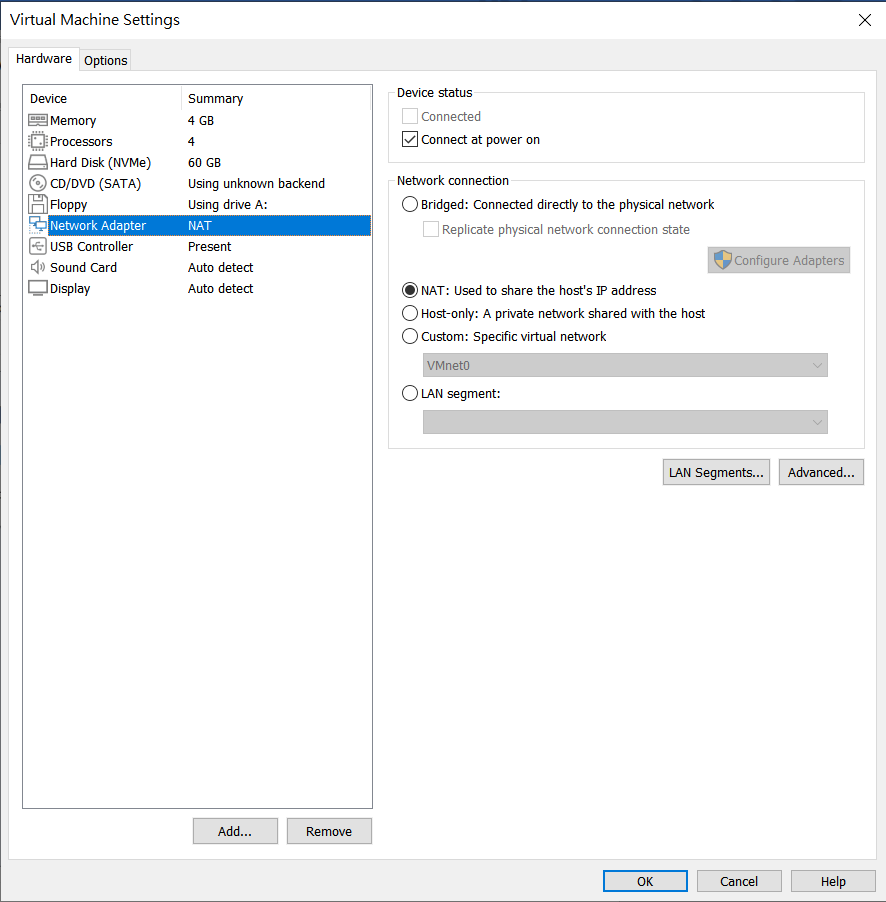 Virtual Machine Settings
Hardware
Options
Device Summary
Memory 4 GB
Processors 4
Hard Disk (NVMe) 60 GB
CD/DVD (SATA) Using unknown backend
Floppy Using drive A:
Network Adapter NAT
USB Controller Present
Sound Card Auto detect
Display Auto detect
Add...
Remove
Device status
Connected
Connect at power on
Network connection
Bridged: Connected directly to the physical network
Replicate physical network connection state
Configure Adapters
NAT: Used to share the host's IP address
Host-only: A private network shared with the host
Custom: Specific virtual network
VMnet0
LAN segment:
LAN Segments...
Advanced...
OK
Cancel
Help